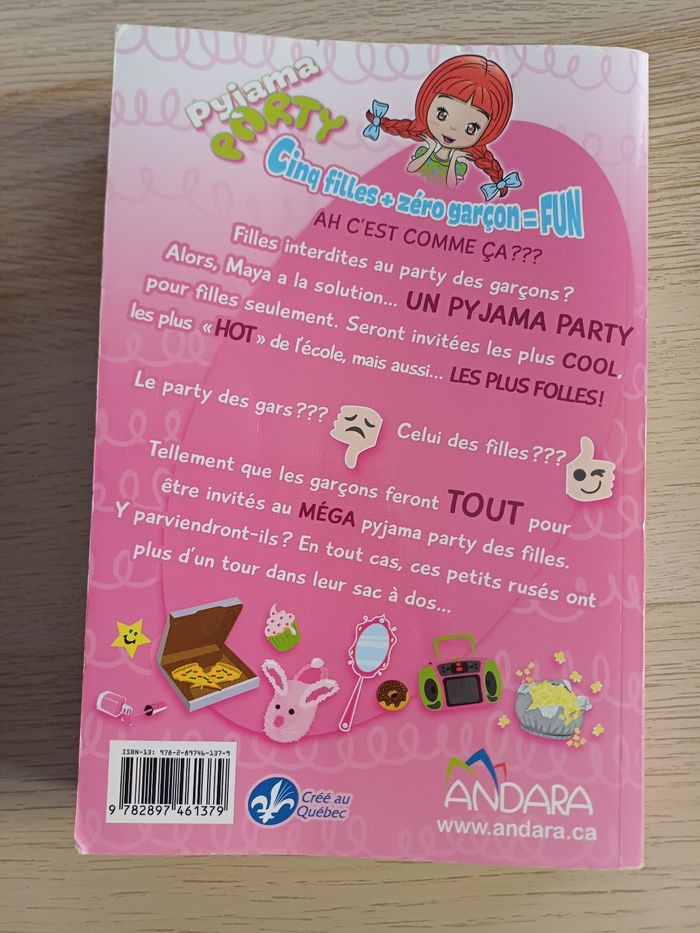 Pyjama
PARTY
Cinq filles + zéro garçon = FUN
AH C'EST COMME ÇA???
Filles interdites au party des garçons?
Alors, Maya a la solution... UN PYJAMA PARTY
pour filles seulement. Seront invitées les plus COOL,
les plus « HOT » de l'école, mais aussi... LES PLUS FOLLES!
Le party des gars???
Celui des filles???
Tellement que les garçons feront TOUT pour
être invités au MÉGA pyjama party des filles.
Y parviendront-ils? En tout cas, ces petits rusés ont
plus d'un tour dans leur sac à dos...
ISBN-13: 978-2-89746-137-9
9 782897 461379
Créé au
Québec
ANDARA
www.andara.ca